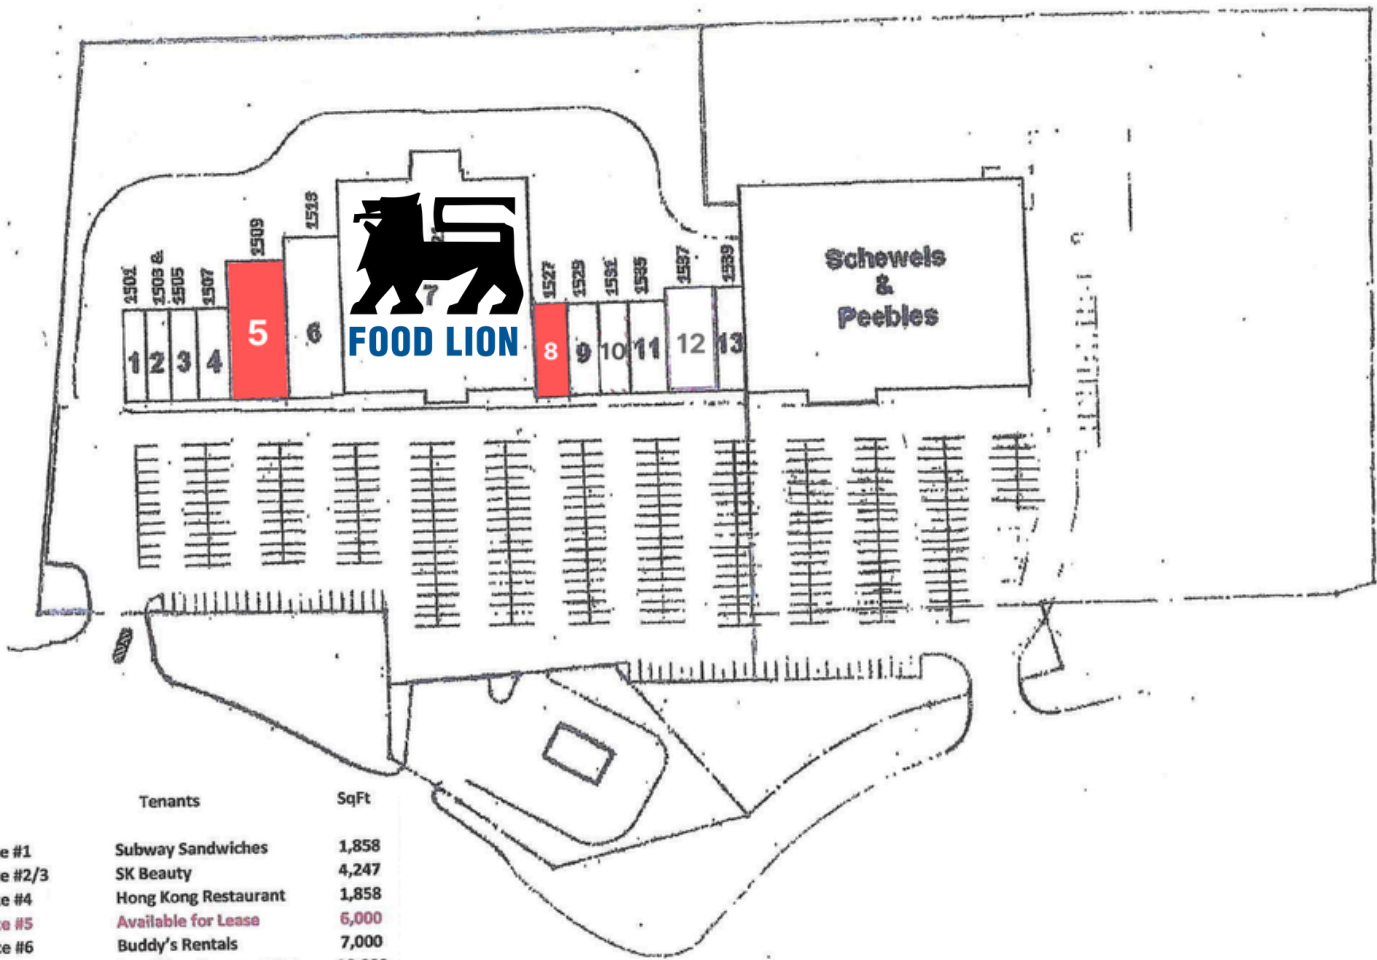 1501
1503 &
1505
1507
1509
1519
1527
1529
1531
1535
1537
1539
1
2
3
4
5
6
7
FOOD LION
8
9
10
11
12
13
Schewels
&
Peebles
Tenants SqFt
e #1 Subway Sandwiches 1,858
e #2/3 SK Beauty 4,247
e #4 Hong Kong Restaurant 1,858
e #5 Available for Lease 6,000
e #6 Buddy's Rentals 7,000